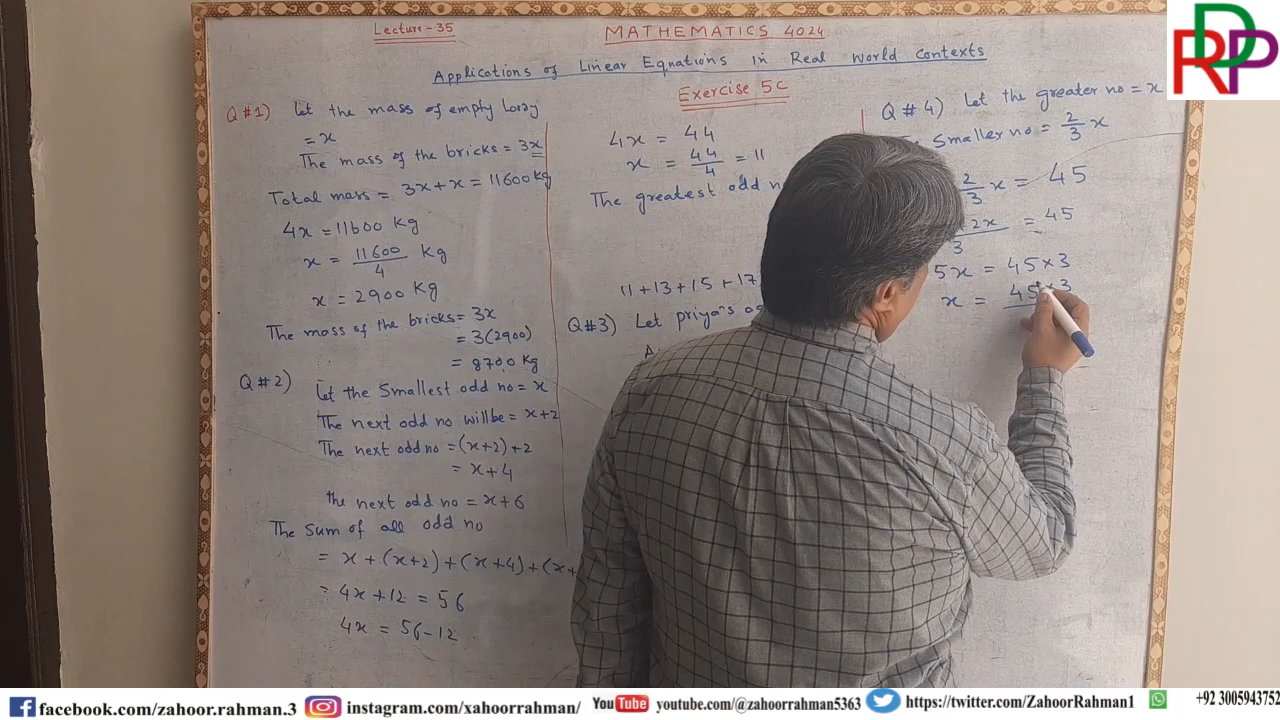 Lecture - 35
MATHEMATICS 4024
Applications of Linear Equations in Real world contexts
Exercise 5C
Q#1) Let the mass of empty lorry
= x
The mass of the bricks = 3x
Total mass = 3x + x = 11600 kg
4x = 11600 kg
x = 11600/4 kg
x = 2900 kg
The mass of the bricks = 3x
= 3(2900)
= 8700 kg
Q#2) Let the smallest odd no = x
The next odd no will be = x+2
The next odd no = (x+2)+2
= x+4
the next odd no = x+6
The sum of all odd no
= x + (x+2) + (x+4) + (x+
= 4x + 12 = 56
4x = 56-12
4x = 44
x = 44/4 = 11
The greatest odd n
11 + 13 + 15 + 17
Q#3) Let priya's
Q#4) Let the greater no = x
Smaller no = 2/3 x
2/3 x = 45
2x/3 = 45
5x = 45×3
x = 45×3
RDP
facebook.com/zahoor.rahman.3
instagram.com/zahoorrahman/
YouTube youtube.com/@zahoorrahman5363
https://twitter.com/ZahoorRahman1
+92 3005943752